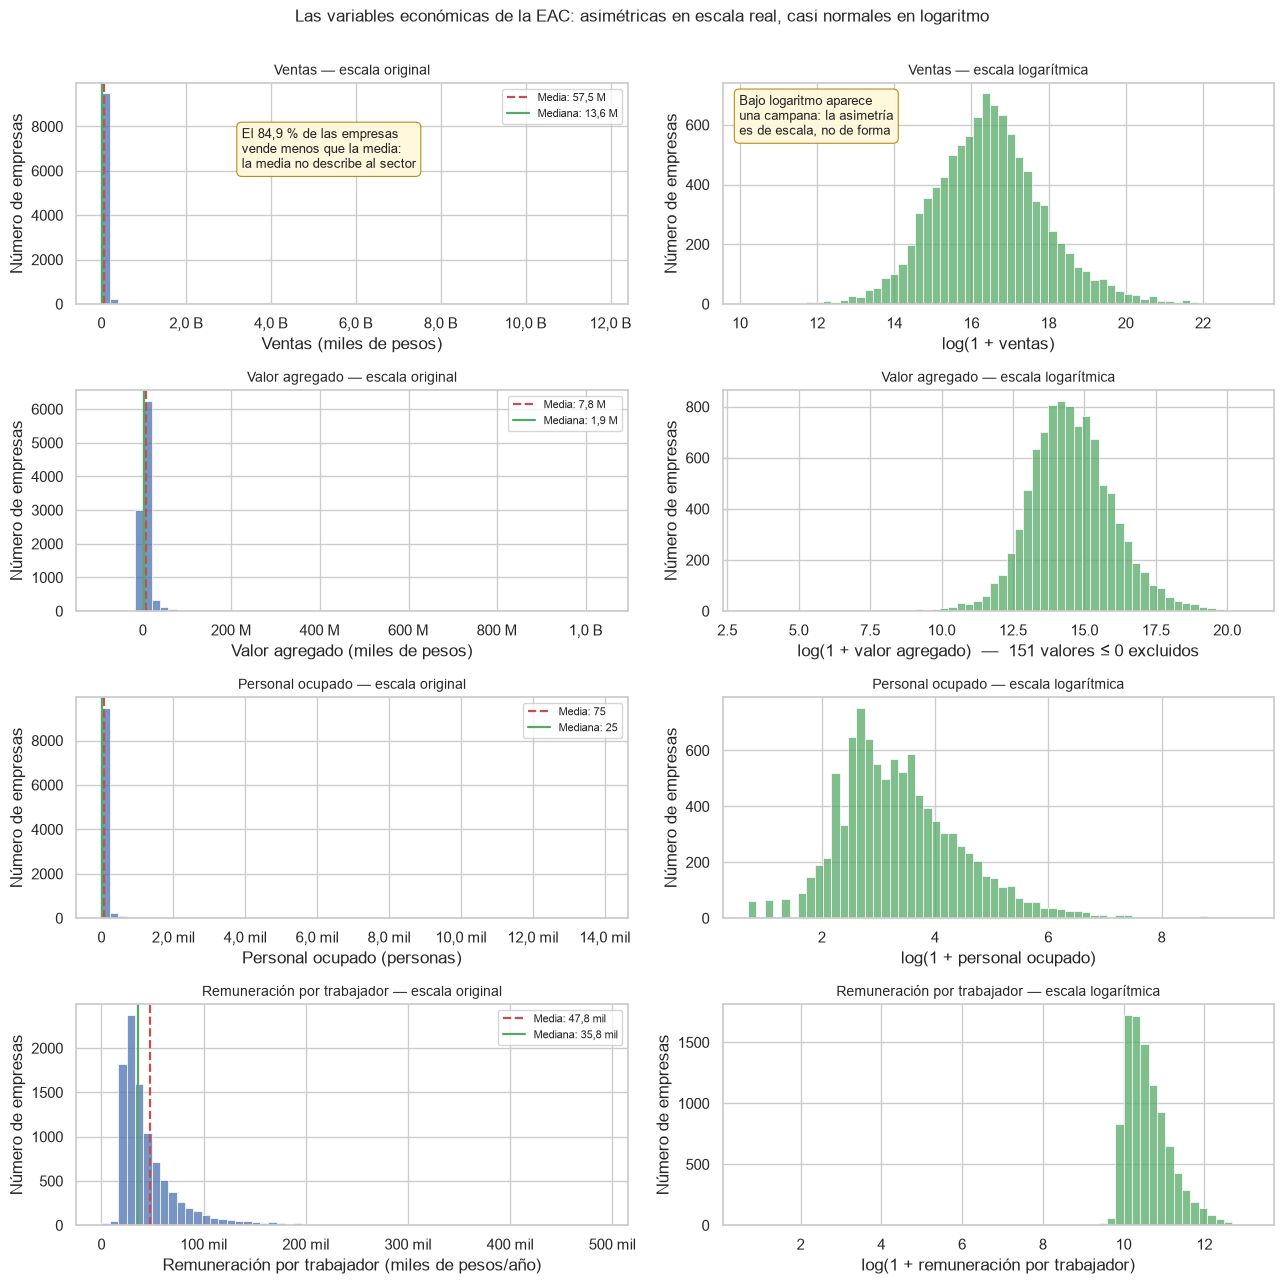 Las variables económicas de la EAC: asimétricas en escala real, casi normales en logaritmo
Ventas — escala original
Número de empresas
8000
6000
4000
2000
0
Media: 57,5 M
Mediana: 13,6 M
El 84,9 % de las empresas
vende menos que la media:
la media no describe al sector
0 2,0 B 4,0 B 6,0 B 8,0 B 10,0 B 12,0 B
Ventas (miles de pesos)
Ventas — escala logarítmica
Número de empresas
600
400
200
0
Bajo logaritmo aparece
una campana: la asimetría
es de escala, no de forma
10 12 14 16 18 20 22
log(1 + ventas)
Valor agregado — escala original
Número de empresas
6000
5000
4000
3000
2000
1000
0
Media: 7,8 M
Mediana: 1,9 M
0 200 M 400 M 600 M 800 M 1,0 B
Valor agregado (miles de pesos)
Valor agregado — escala logarítmica
Número de empresas
800
600
400
200
0
2.5 5.0 7.5 10.0 12.5 15.0 17.5 20.0
log(1 + valor agregado) — 151 valores ≤ 0 excluidos
Personal ocupado — escala original
Número de empresas
8000
6000
4000
2000
0
Media: 75
Mediana: 25
0 2,0 mil 4,0 mil 6,0 mil 8,0 mil 10,0 mil 12,0 mil 14,0 mil
Personal ocupado (personas)
Personal ocupado — escala logarítmica
Número de empresas
600
400
200
0
2 4 6 8
log(1 + personal ocupado)
Remuneración por trabajador — escala original
Número de empresas
2000
1500
1000
500
0
Media: 47,8 mil
Mediana: 35,8 mil
0 100 mil 200 mil 300 mil 400 mil 500 mil
Remuneración por trabajador (miles de pesos/año)
Remuneración por trabajador — escala logarítmica
Número de empresas
1500
1000
500
0
2 4 6 8 10 12
log(1 + remuneración por trabajador)